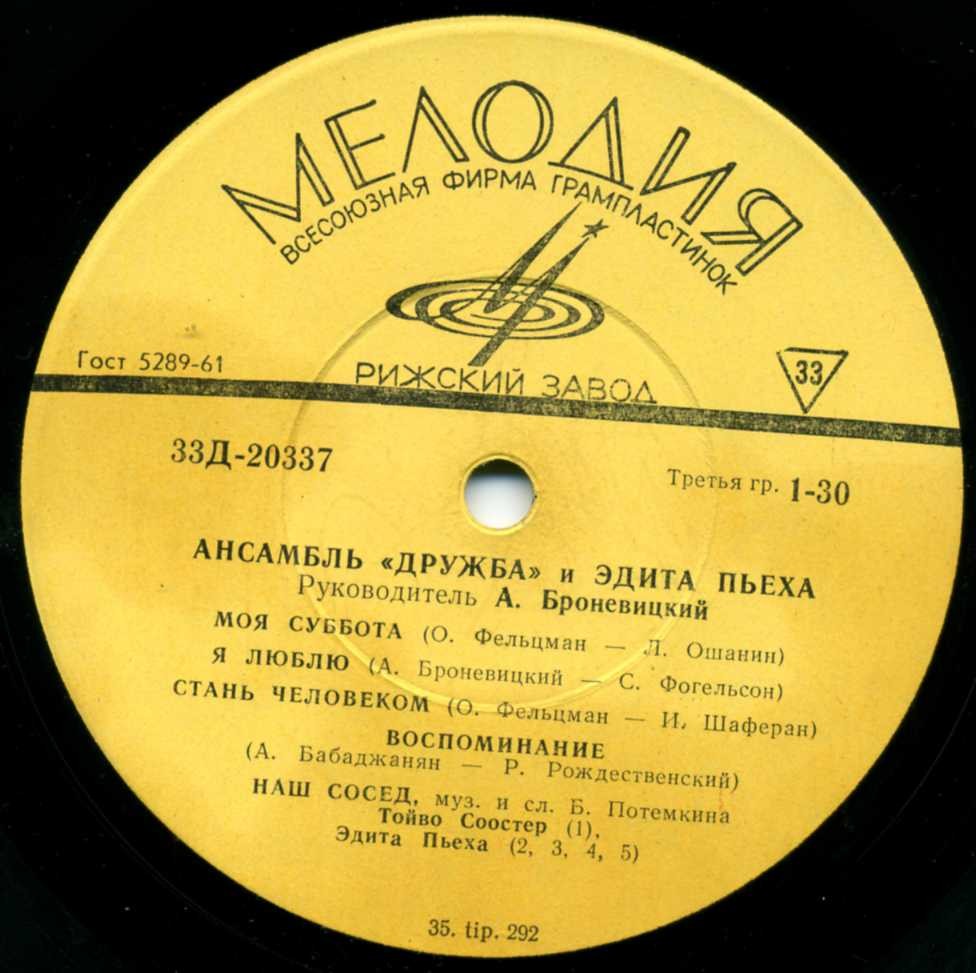 МЕЛОДИЯ
ВСЕСОЮЗНАЯ ФИРМА ГРАМПЛАСТИНОК
РИЖСКИЙ ЗАВОД
Гост 5289-61
33
33Д-20337
Третья гр. 1-30
АНСАМБЛЬ «ДРУЖБА» и ЭДИТА ПЬЕХА
Руководитель А. Броневицкий
МОЯ СУББОТА (О. Фельцман — Л. Ошанин)
Я ЛЮБЛЮ (А. Броневицкий — С. Фогельсон)
СТАНЬ ЧЕЛОВЕКОМ (О. Фельцман — И. Шаферан)
ВОСПОМИНАНИЕ
(А. Бабаджанян — Р. Рождественский)
НАШ СОСЕД, муз. и сл. Б. Потемкина
Тойво Соостер (1),
Эдита Пьеха (2, 3, 4, 5)
35. tip. 292